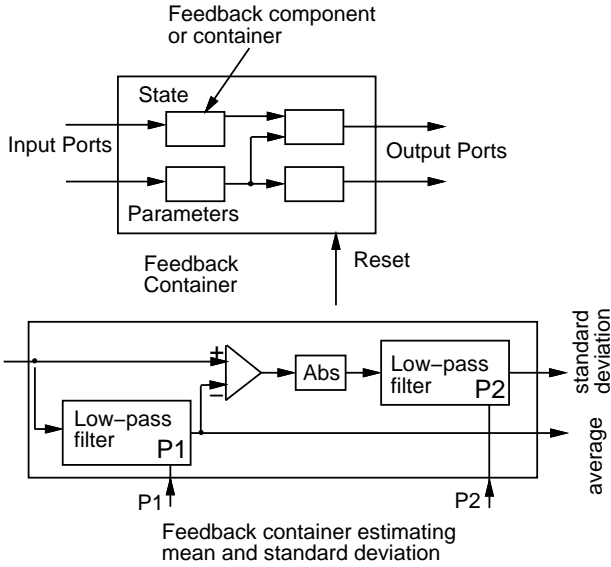 Feedback component
or container
State
Input Ports
Output Ports
Parameters
Feedback
Container
Reset
standard
deviation
+
−
Abs
Low−pass
filter
P2
Low−pass
filter
P1
average
P1
P2
Feedback container estimating
mean and standard deviation